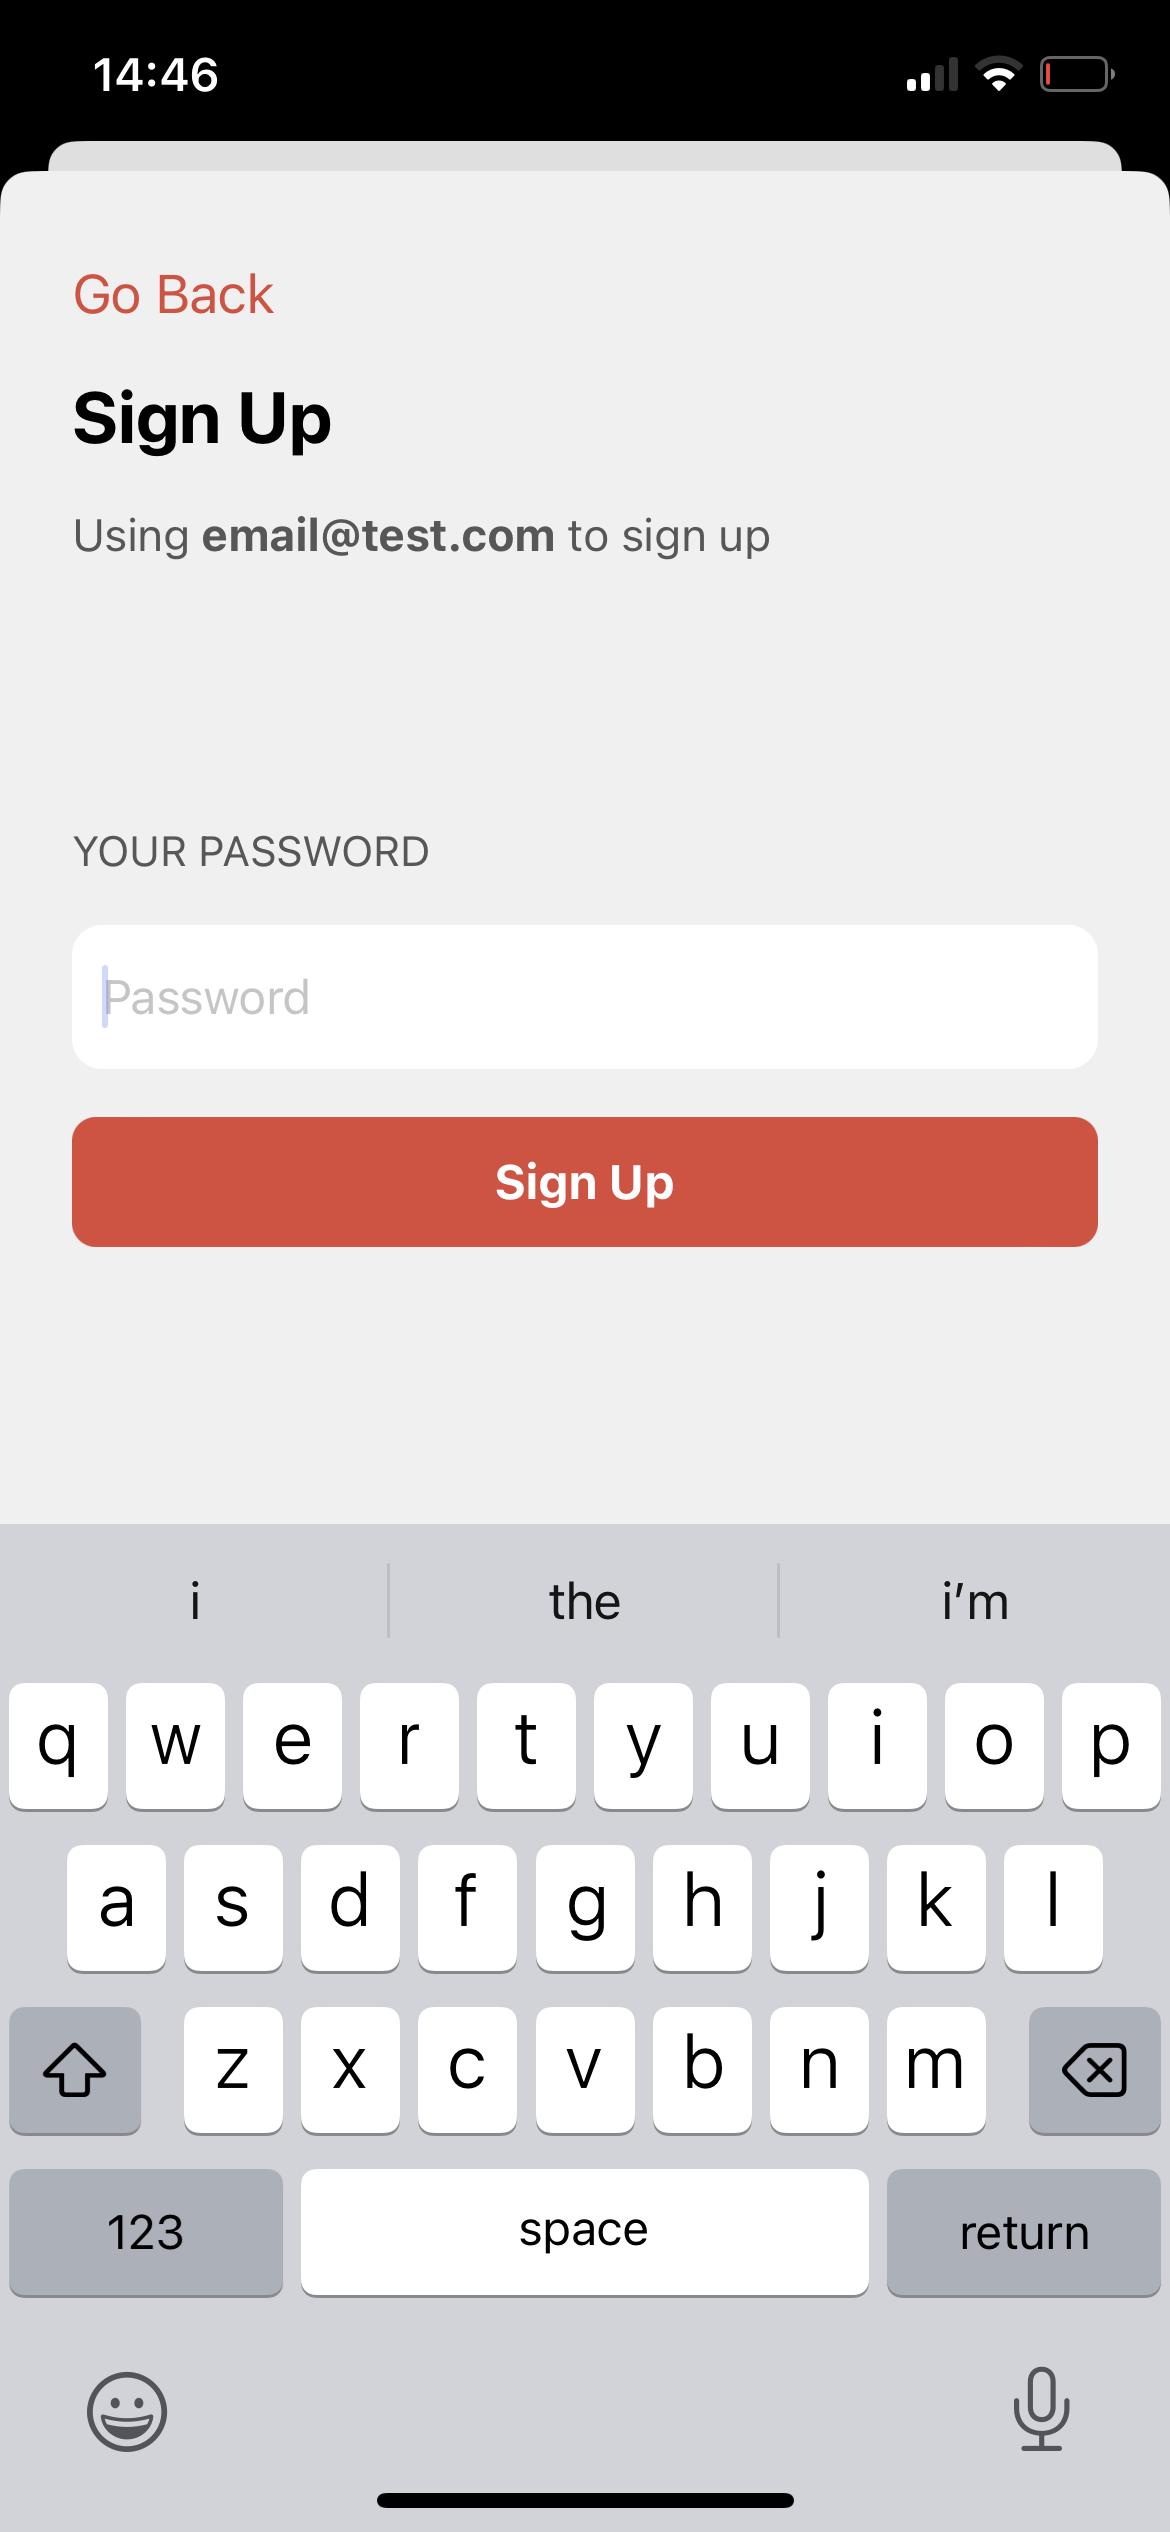 14:46
Go Back
Sign Up
Using email@test.com to sign up
YOUR PASSWORD
Password
Sign Up
i the i’m
q w e r t y u i o p
a s d f g h j k l
z x c v b n m
123 space return